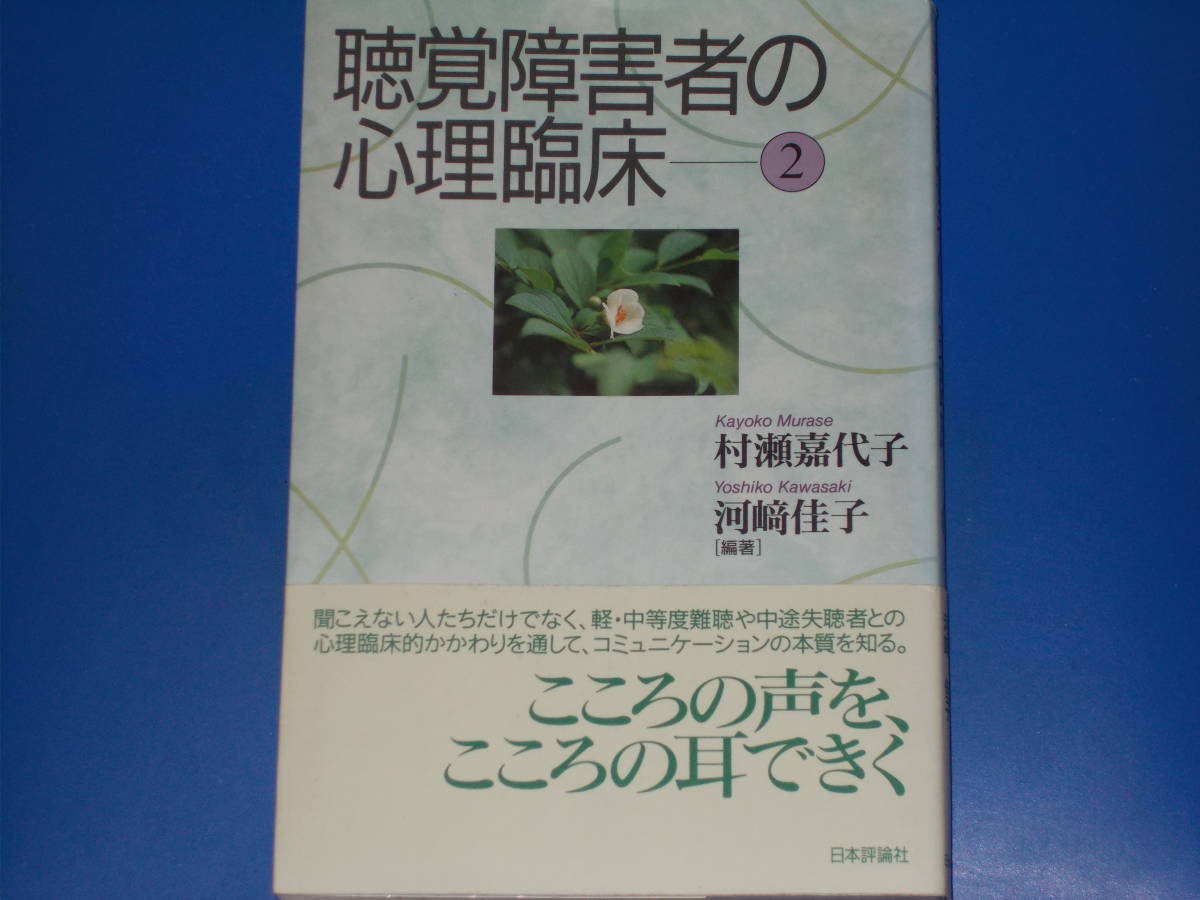 聴覚障害者の
心理臨床―2
Kayoko Murase
村瀬嘉代子
Yoshiko Kawasaki
河﨑佳子
[編著]
聞こえない人たちだけでなく、軽・中等度難聴や中途失聴者との
心理臨床的かかわりを通して、コミュニケーションの本質を知る。
こころの声を、
こころの耳できく
日本評論社